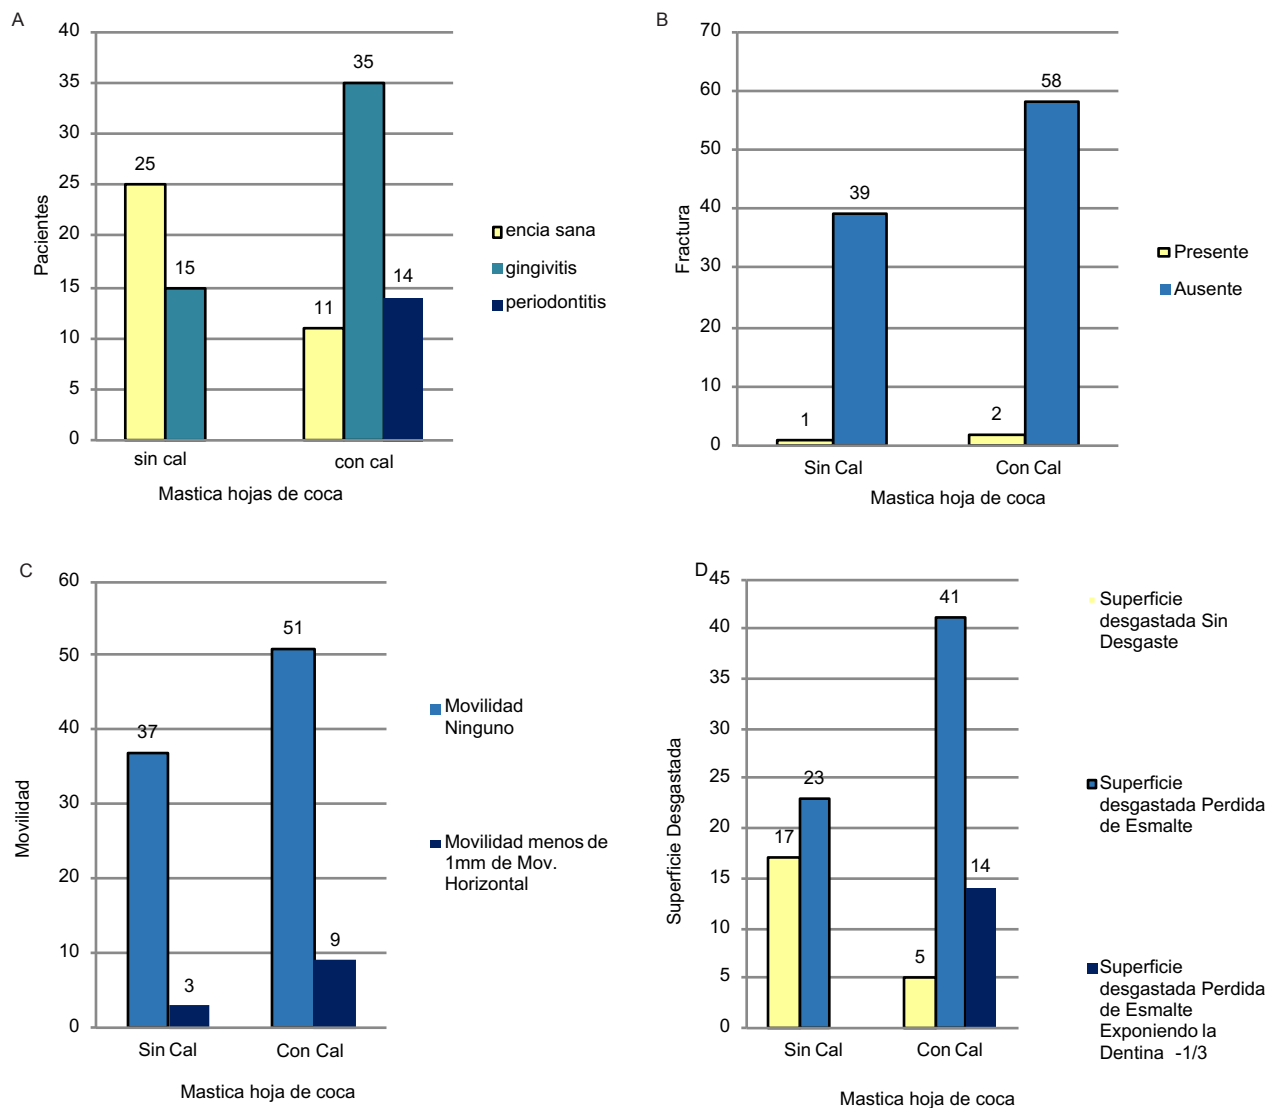 A
40
35
30
25
20
15
10
5
0
Pacientes
25
15
11
35
14
sin cal
con cal
Mastica hojas de coca
encia sana
gingivitis
periodontitis
B
70
60
50
40
30
20
10
0
Fractura
1
39
2
58
Sin Cal
Con Cal
Mastica hoja de coca
Presente
Ausente
C
60
50
40
30
20
10
0
Movilidad
37
3
51
9
Sin Cal
Con Cal
Mastica hoja de coca
Movilidad
Ninguno
Movilidad menos de
1mm de Mov.
Horizontal
D
45
40
35
30
25
20
15
10
5
0
Superficie Desgastada
17
23
5
41
14
Sin Cal
Con Cal
Mastica hoja de coca
Superficie
desgastada Sin
Desgaste
Superficie
desgastada Perdida
de Esmalte
Superficie
desgastada Perdida
de Esmalte
Exponiendo la
Dentina -1/3